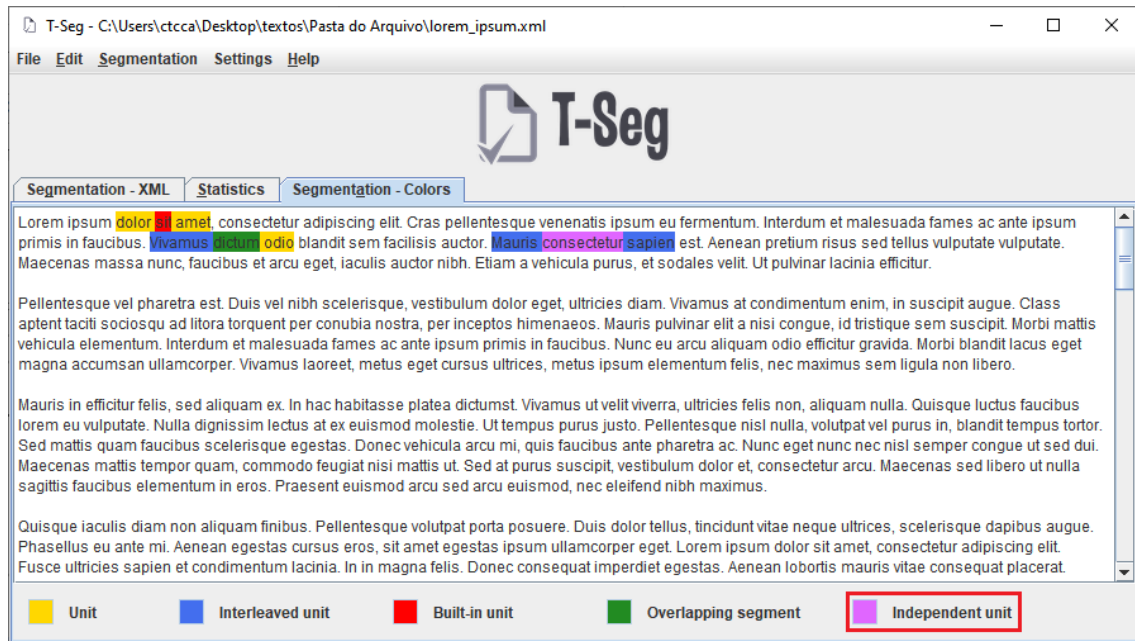 T-Seg - C:\Users\ctcca\Desktop\textos\Pasta do Arquivo\lorem_ipsum.xml
File Edit Segmentation Settings Help
T-Seg
Segmentation - XML Statistics Segmentation - Colors
Lorem ipsum dolor sit amet, consectetur adipiscing elit. Cras pellentesque venenatis ipsum eu fermentum. Interdum et malesuada fames ac ante ipsum
primis in faucibus. Vivamus dictum odio blandit sem facilisis auctor. Mauris consectetur sapien est. Aenean pretium risus sed tellus vulputate vulputate.
Maecenas massa nunc, faucibus et arcu eget, iaculis auctor nibh. Etiam a vehicula purus, et sodales velit. Ut pulvinar lacinia efficitur.
Pellentesque vel pharetra est. Duis vel nibh scelerisque, vestibulum dolor eget, ultricies diam. Vivamus at condimentum enim, in suscipit augue. Class
aptent taciti sociosqu ad litora torquent per conubia nostra, per inceptos himenaeos. Mauris pulvinar elit a nisi congue, id tristique sem suscipit. Morbi mattis
vehicula elementum. Interdum et malesuada fames ac ante ipsum primis in faucibus. Nunc eu arcu aliquam odio efficitur gravida. Morbi blandit lacus eget
magna accumsan ullamcorper. Vivamus laoreet, metus eget cursus ultrices, metus ipsum elementum felis, nec maximus sem ligula non libero.
Mauris in efficitur felis, sed aliquam ex. In hac habitasse platea dictumst. Vivamus ut velit viverra, ultricies felis non, aliquam nulla. Quisque luctus faucibus
lorem eu vulputate. Nulla dignissim lectus at ex euismod molestie. Ut tempus purus justo. Pellentesque nisl nulla, volutpat vel purus in, blandit tempus tortor.
Sed mattis quam faucibus scelerisque egestas. Donec vehicula arcu mi, quis faucibus ante pharetra ac. Nunc eget nunc nec nisl semper congue ut sed dui.
Maecenas mattis tempor quam, commodo feugiat nisi mattis ut. Sed at purus suscipit, vestibulum dolor et, consectetur arcu. Maecenas sed libero ut nulla
sagittis faucibus elementum in eros. Praesent euismod arcu sed arcu euismod, nec eleifend nibh maximus.
Quisque iaculis diam non aliquam finibus. Pellentesque volutpat porta posuere. Duis dolor tellus, tincidunt vitae neque ultrices, scelerisque dapibus augue.
Phasellus eu ante mi. Aenean egestas cursus eros, sit amet egestas ipsum ullamcorper eget. Lorem ipsum dolor sit amet, consectetur adipiscing elit.
Fusce ultricies sapien et condimentum lacinia. In in magna felis. Donec consequat imperdiet egestas. Aenean lobortis mauris vitae consequat placerat.
Unit Interleaved unit Built-in unit Overlapping segment Independent unit